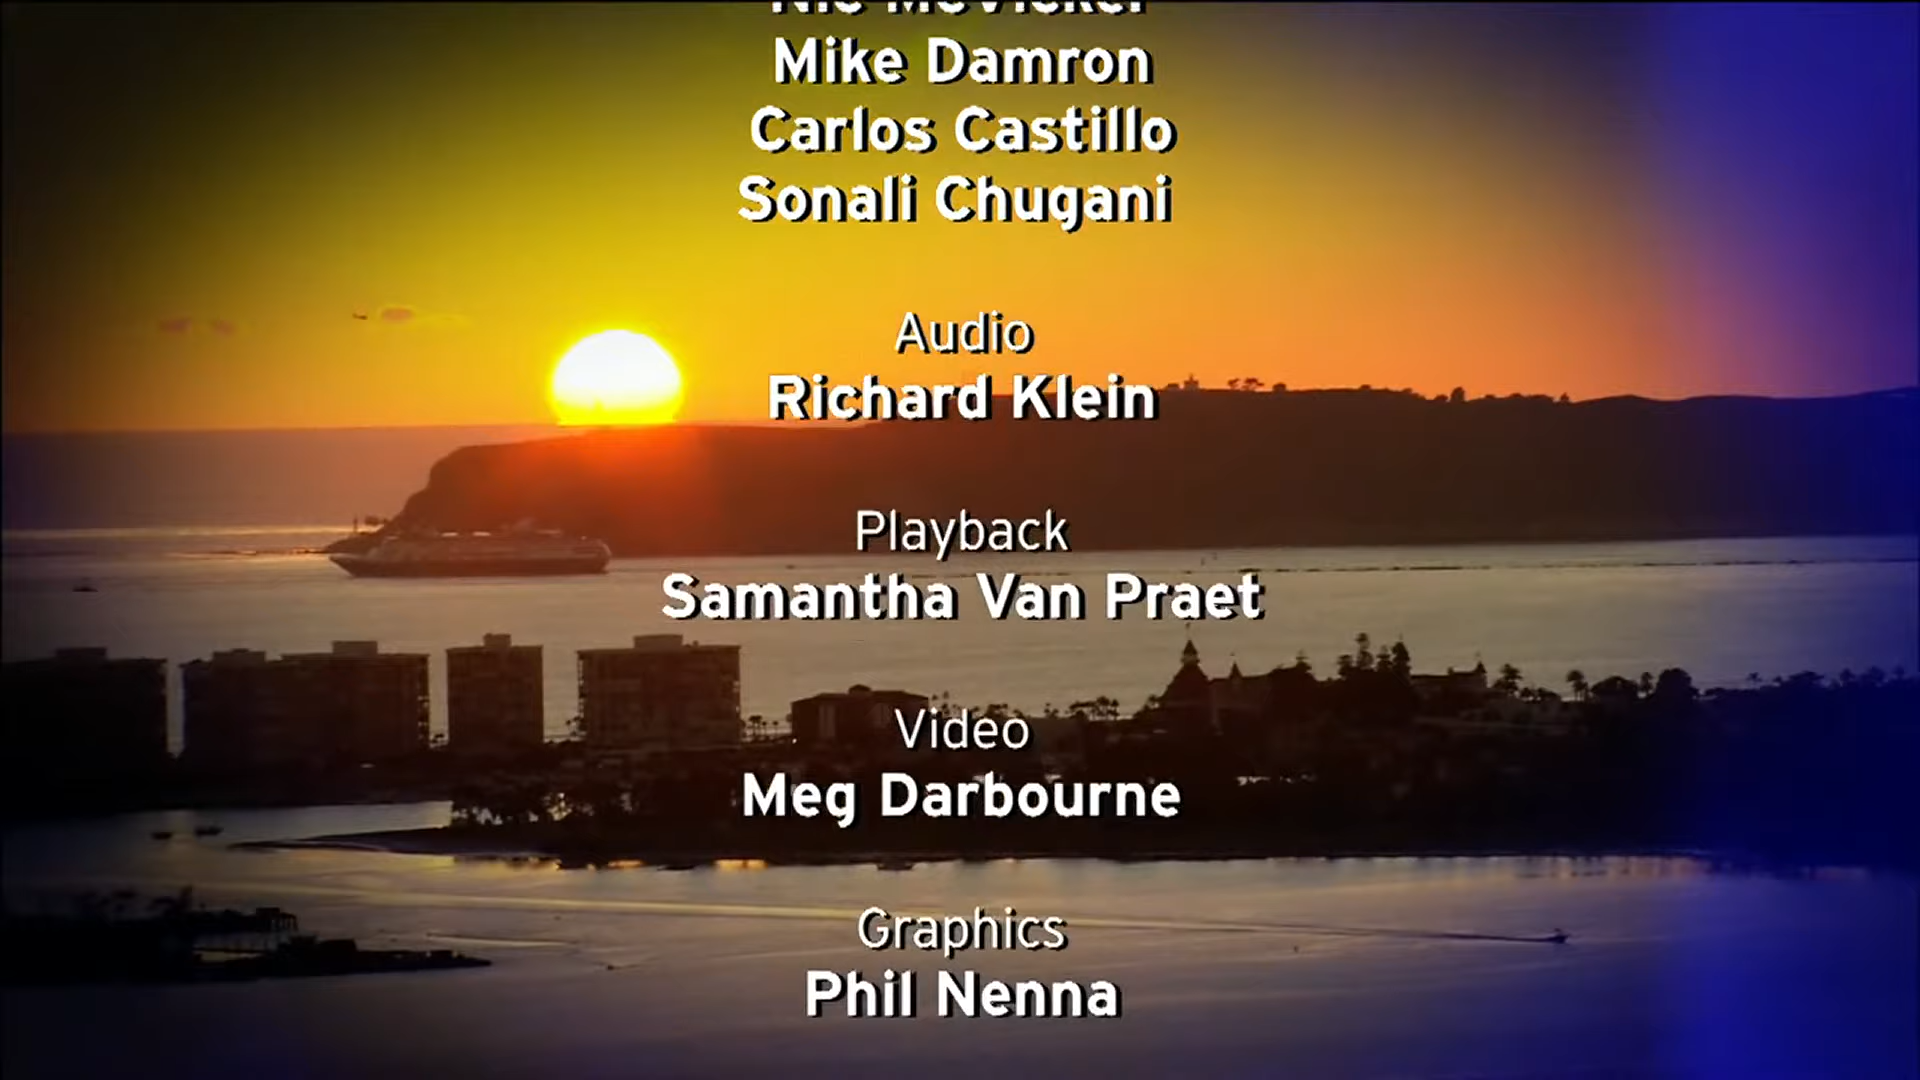 Mike Damron
Carlos Castillo
Sonali Chugani
Audio
Richard Klein
Playback
Samantha Van Praet
Video
Meg Darbourne
Graphics
Phil Nenna